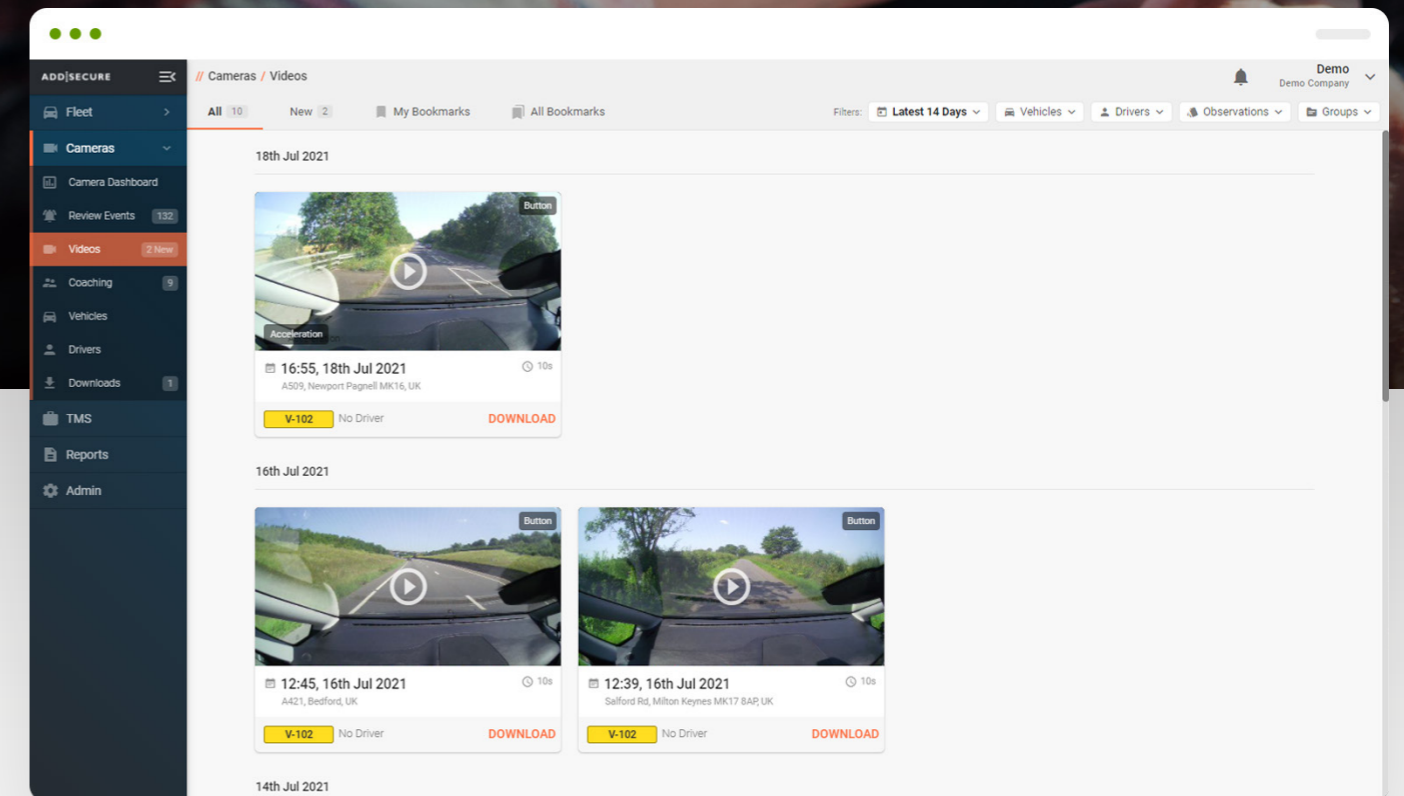 ADD|SECURE
// Cameras / Videos
Demo
Demo Company
Fleet
Cameras
Camera Dashboard
Review Events 132
Videos 2 New
Coaching 9
Vehicles
Drivers
Downloads 1
TMS
Reports
Admin
All 10 New 2 My Bookmarks All Bookmarks
Filters: Latest 14 Days Vehicles Drivers Observations Groups
18th Jul 2021
Button
Acceleration
16:55, 18th Jul 2021 10s
A509, Newport Pagnell MK16, UK
V-102 No Driver DOWNLOAD
16th Jul 2021
Button
12:45, 16th Jul 2021 10s
A421, Bedford, UK
V-102 No Driver DOWNLOAD
Button
12:39, 16th Jul 2021 10s
Salford Rd, Milton Keynes MK17 8AP, UK
V-102 No Driver DOWNLOAD
14th Jul 2021